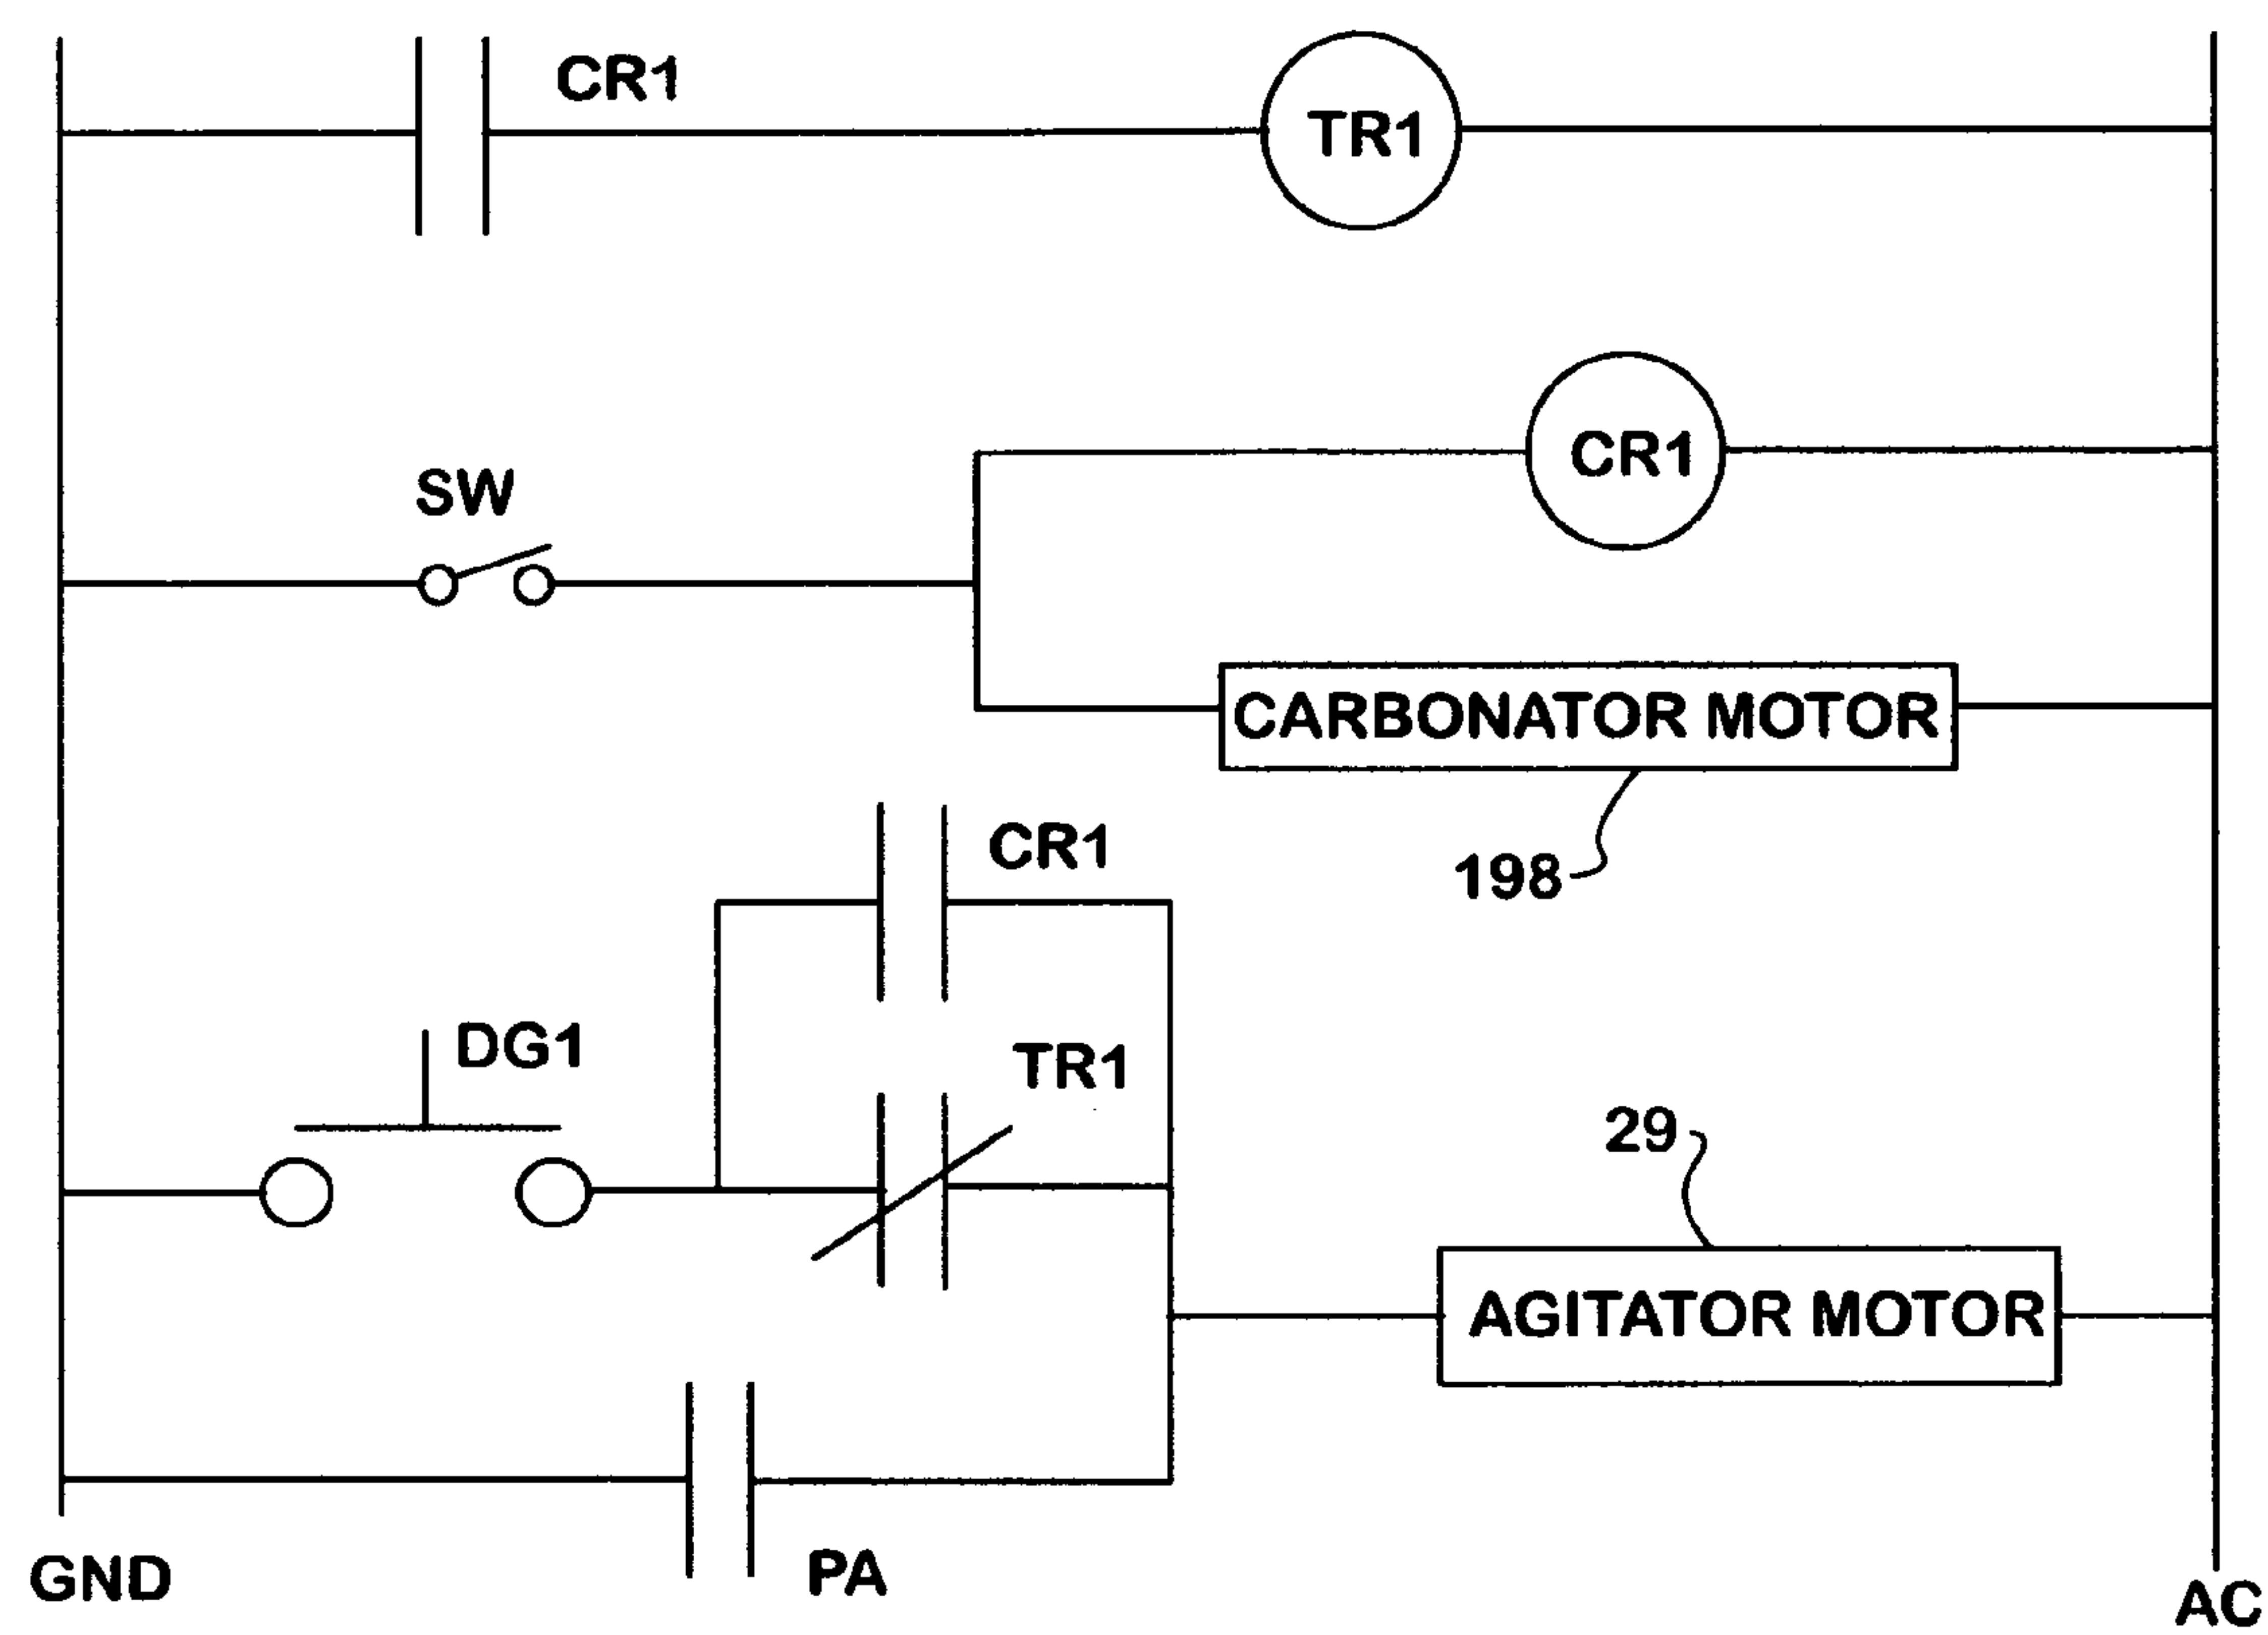 CR1
TR1
CR1
SW
CARBONATOR MOTOR
CR1
198
DG1
TR1
29
AGITATOR MOTOR
PA
GND
AC